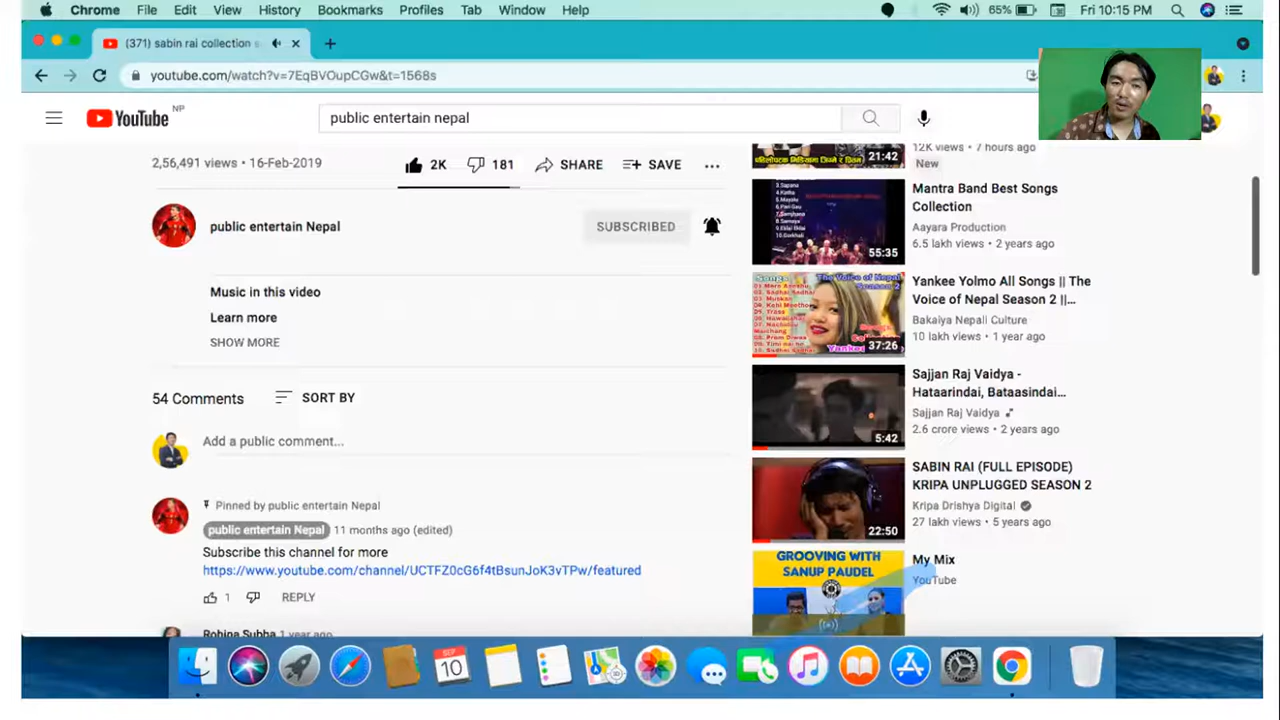 Chrome File Edit View History Bookmarks Profiles Tab Window Help 65% Fri 10:15 PM
(371) sabin rai collection s
youtube.com/watch?v=7EqBVOupCGw&t=1568s
YouTube NP
public entertain nepal
2,56,491 views • 16-Feb-2019 2K 181 SHARE SAVE
public entertain Nepal SUBSCRIBED
Music in this video
Learn more
SHOW MORE
54 Comments SORT BY
Add a public comment...
Pinned by public entertain Nepal
public entertain Nepal 11 months ago (edited)
Subscribe this channel for more
https://www.youtube.com/channel/UCTFZ0cG6f4tBsunJoK3vTPw/featured
1 REPLY
Rohina Subba 1 year ago
21:42
12K views • 7 hours ago
New
55:35
Mantra Band Best Songs
Collection
Aayara Production
6.5 lakh views • 2 years ago
Songs
The Voice of Nepal
Season 2
37:26
Yankee Yolmo All Songs || The
Voice of Nepal Season 2 ||...
Bakaiya Nepali Culture
10 lakh views • 1 year ago
5:42
Sajjan Raj Vaidya -
Hataarindai, Bataasindai...
Sajjan Raj Vaidya
2.6 crore views • 2 years ago
22:50
SABIN RAI (FULL EPISODE)
KRIPA UNPLUGGED SEASON 2
Kripa Drishya Digital
27 lakh views • 5 years ago
GROOVING WITH
SANUP PAUDEL
My Mix
YouTube
SEP
10